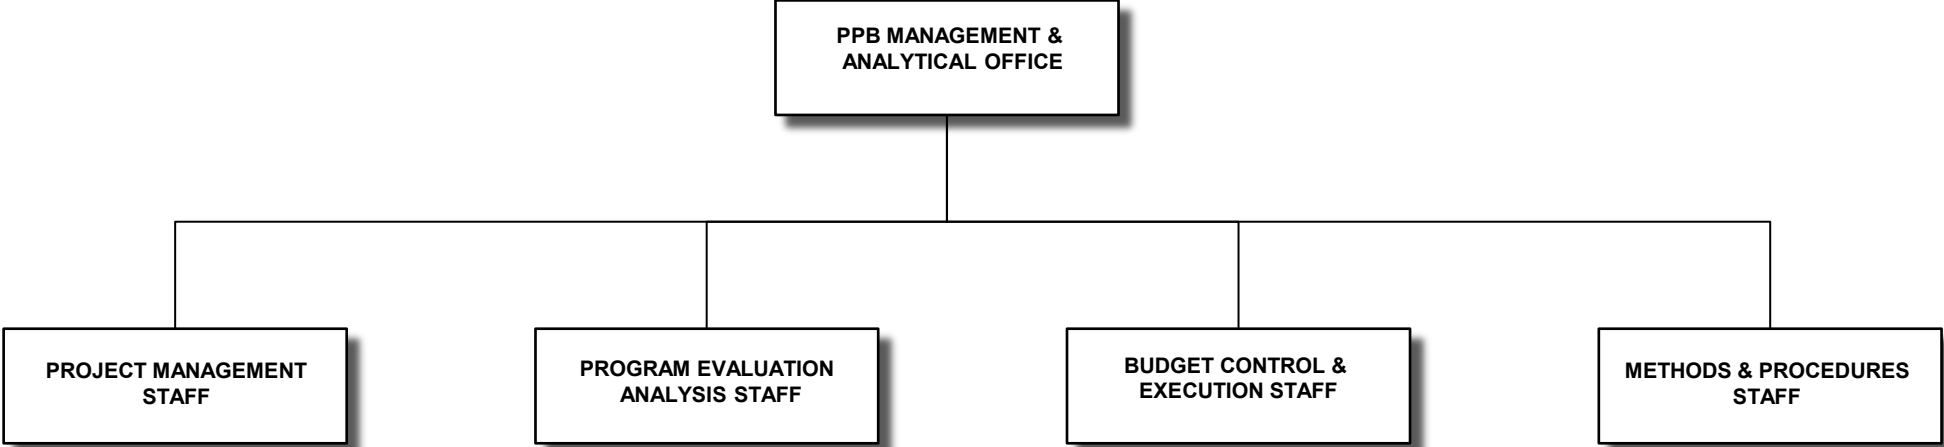 PPB MANAGEMENT &
ANALYTICAL OFFICE
PROJECT MANAGEMENT
STAFF
PROGRAM EVALUATION
ANALYSIS STAFF
BUDGET CONTROL &
EXECUTION STAFF
METHODS & PROCEDURES
STAFF